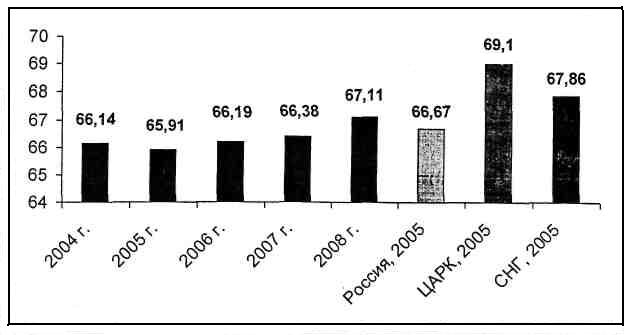 70
69
68
67
66
65
64
66,14
65,91
66,19
66,38
67,11
66,67
69,1
67,86
2004 г.
2005 г.
2006 г.
2007 г.
2008 г.
Россия, 2005
ЦАРК, 2005
СНГ, 2005